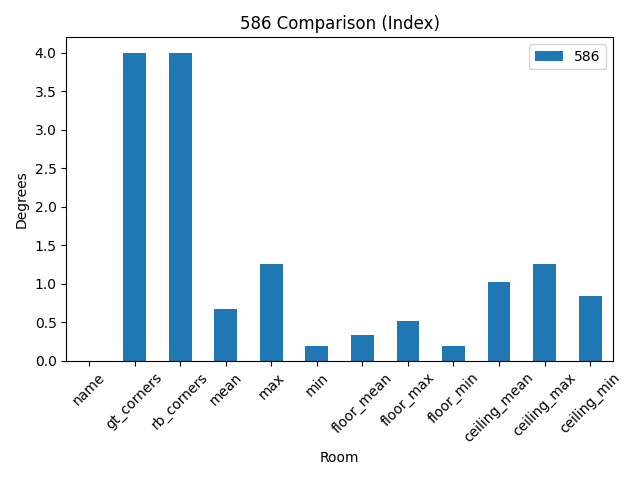 586 Comparison (Index)
586
Degrees
4.0
3.5
3.0
2.5
2.0
1.5
1.0
0.5
0.0
name
gt_corners
rb_corners
mean
max
min
floor_mean
floor_max
floor_min
ceiling_mean
ceiling_max
ceiling_min
Room